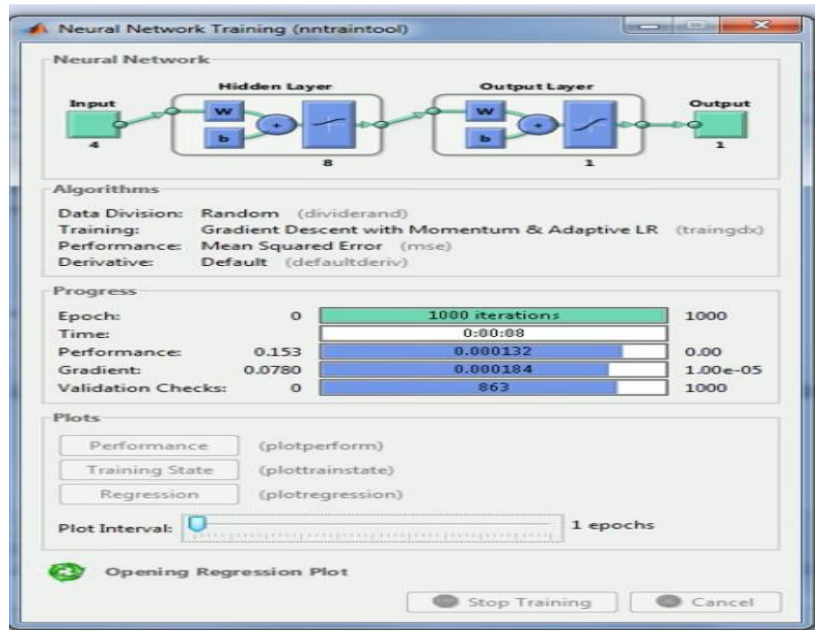 Neural Network Training (nntraintool)
Neural Network
Hidden Layer
Output Layer
Input
W
b
+
W
b
+
Output
4
8
1
1
Algorithms
Data Division: Random (dividerand)
Training: Gradient Descent with Momentum & Adaptive LR (traingdx)
Performance: Mean Squared Error (mse)
Derivative: Default (defaultderiv)
Progress
Epoch: 0 1000 iterations 1000
Time: 0:00:08
Performance: 0.153 0.000132 0.00
Gradient: 0.0780 0.000184 1.00e-05
Validation Checks: 0 863 1000
Plots
Performance (plotperform)
Training State (plottrainstate)
Regression (plotregression)
Plot Interval: 1 epochs
Opening Regression Plot
Stop Training Cancel